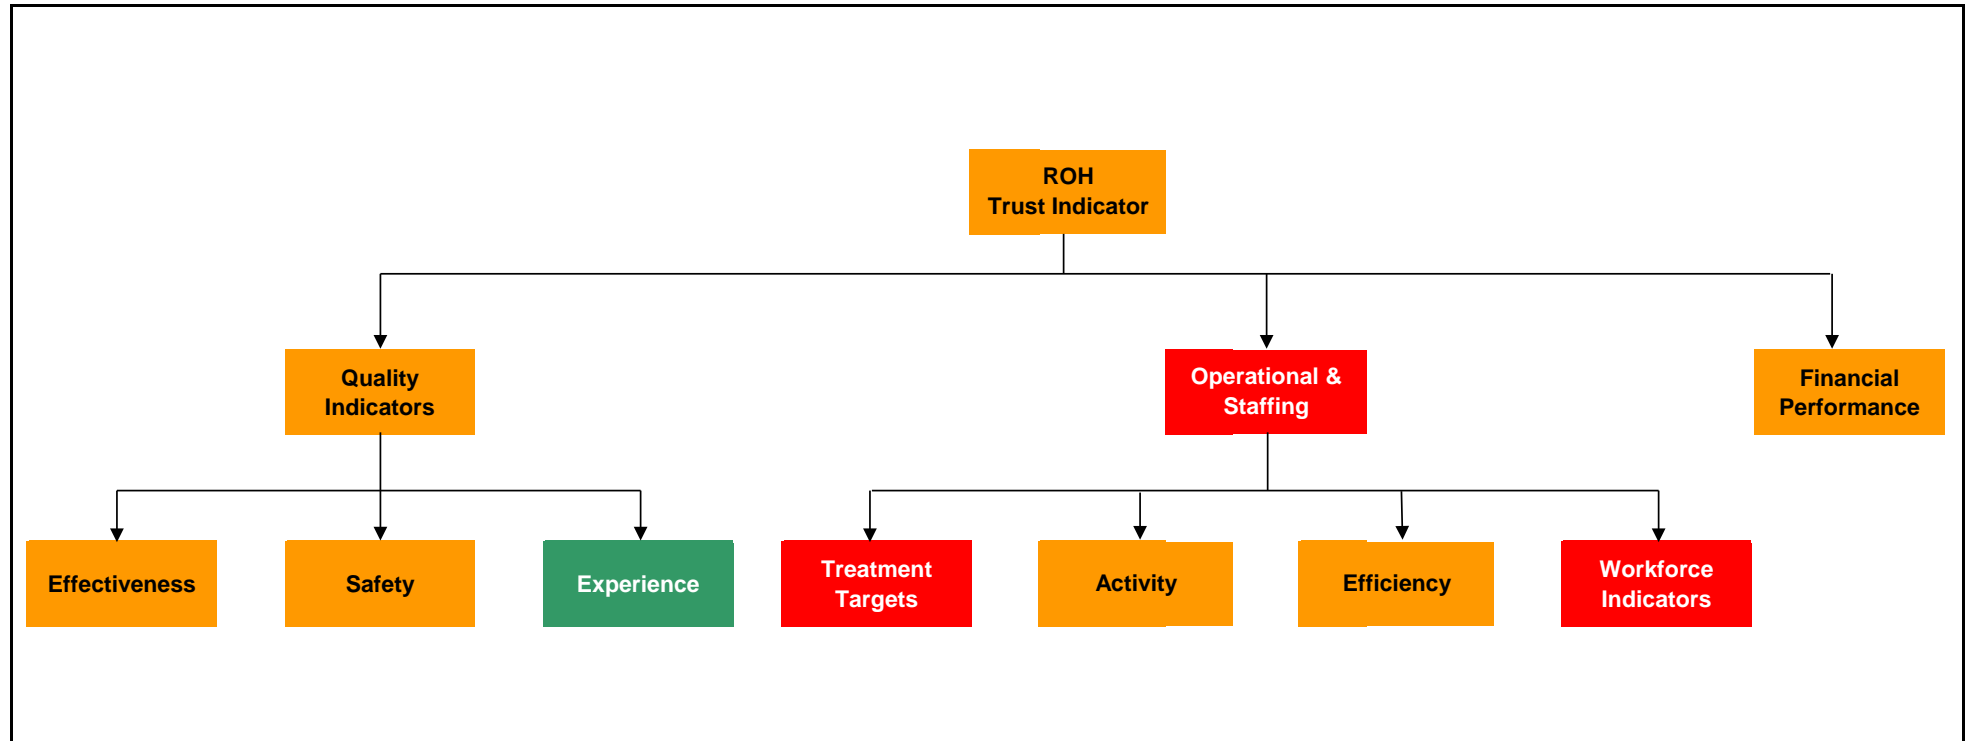 ROH
Trust Indicator
Quality
Indicators
Operational &
Staffing
Financial
Performance
Effectiveness
Safety
Experience
Treatment
Targets
Activity
Efficiency
Workforce
Indicators